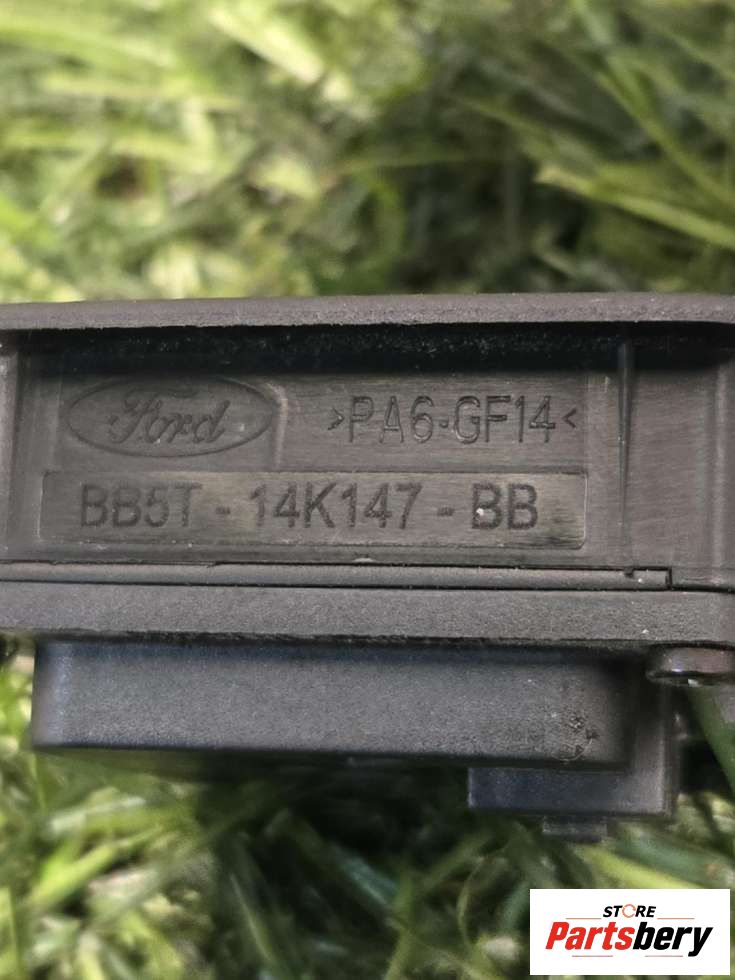 Ford >PA6-GF14<
BB5T - 14K147 - BB
STORE
Partsbery